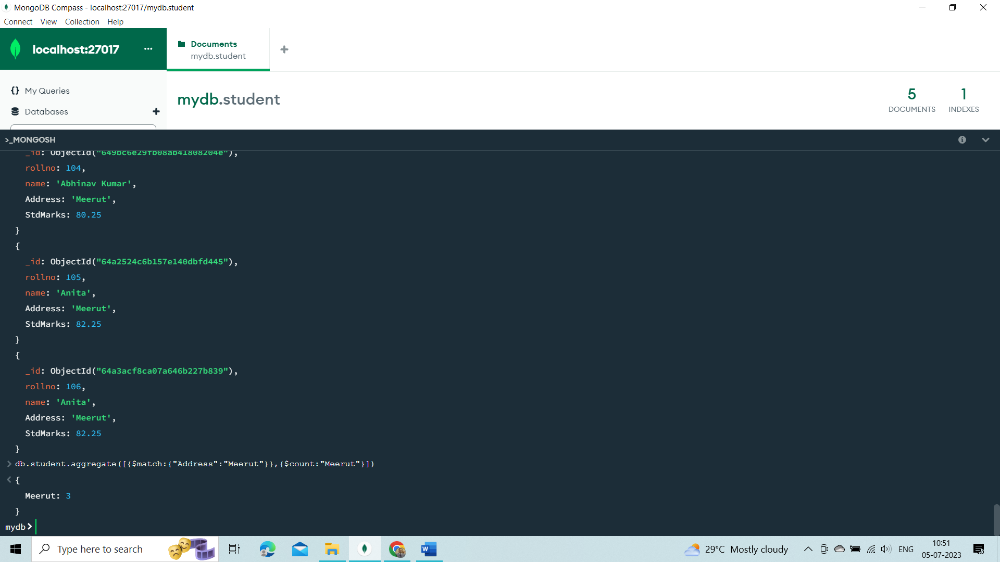 MongoDB Compass - localhost:27017/mydb.student
Connect View Collection Help
localhost:27017 ...
Documents
mydb.student
My Queries
Databases
mydb.student
5
DOCUMENTS
1
INDEXES
>_MONGOSH
_id: ObjectId("649bc6e29fb08ab41808204e"),
rollno: 104,
name: 'Abhinav Kumar',
Address: 'Meerut',
StdMarks: 80.25
}
{
_id: ObjectId("64a2524c6b157e140dbfd445"),
rollno: 105,
name: 'Anita',
Address: 'Meerut',
StdMarks: 82.25
}
{
_id: ObjectId("64a3acf8ca07a646b227b839"),
rollno: 106,
name: 'Anita',
Address: 'Meerut',
StdMarks: 82.25
}
> db.student.aggregate([{$match:{"Address":"Meerut"}},{$count:"Meerut"}])
< {
Meerut: 3
}
mydb>
Type here to search
29°C Mostly cloudy
ENG
10:51
05-07-2023